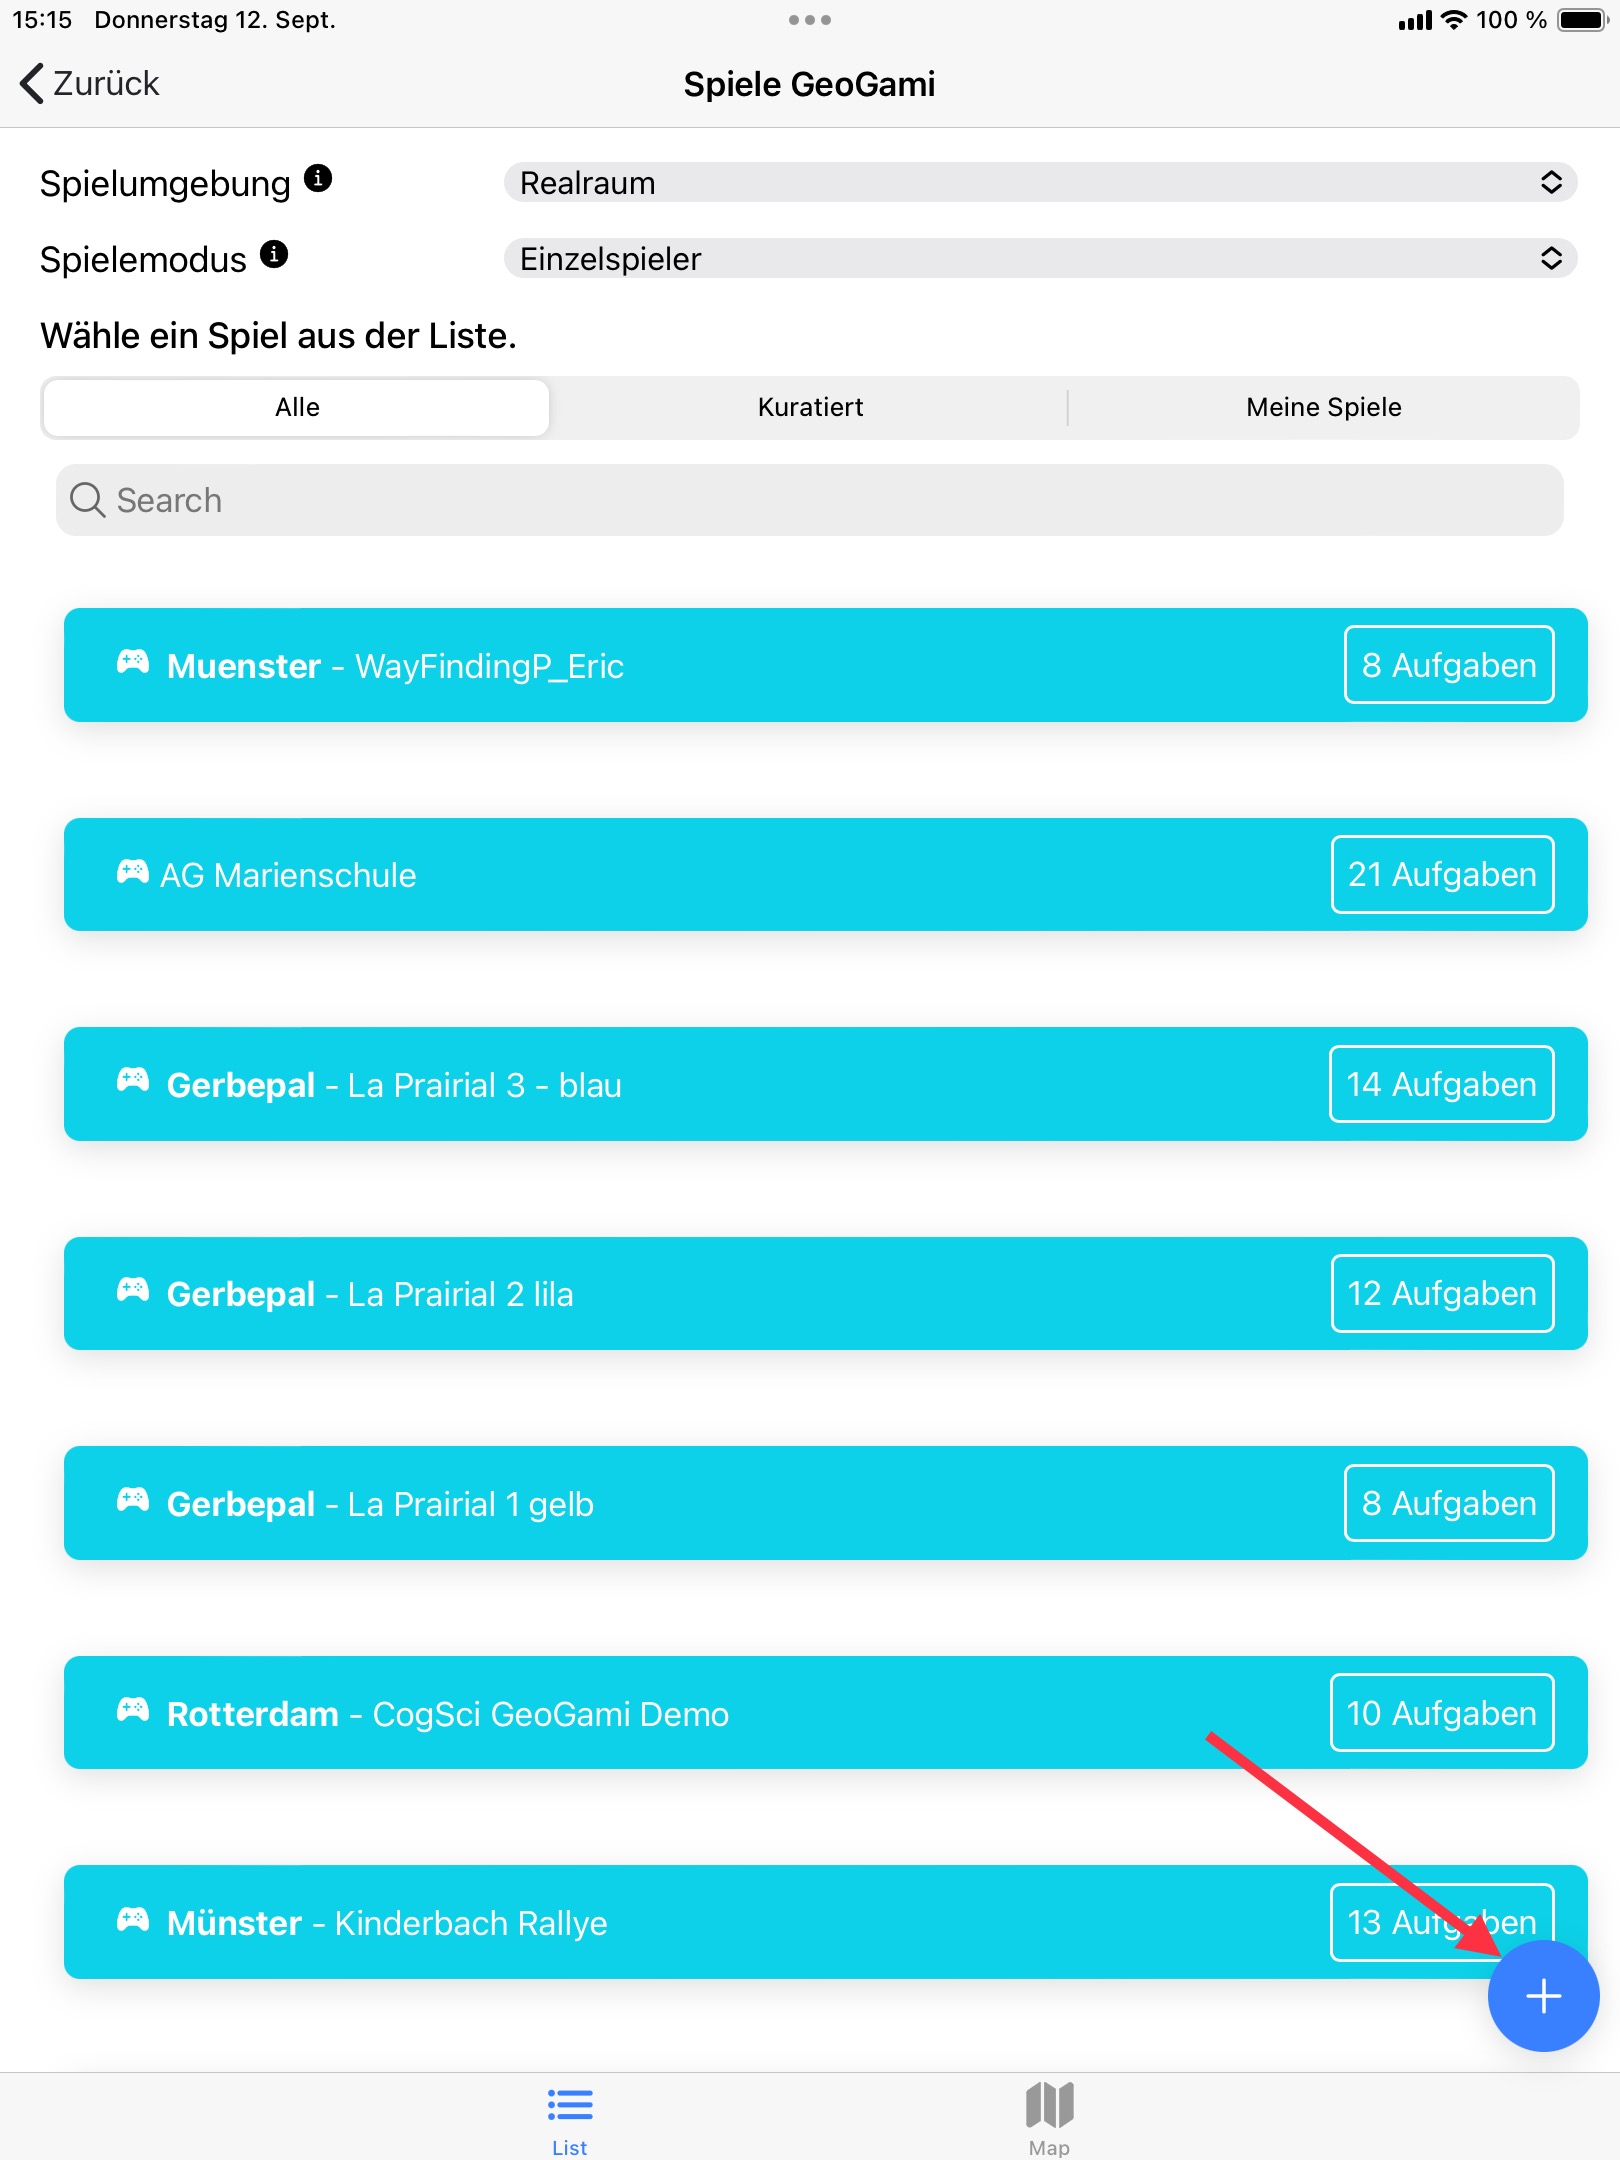 15:15 Donnerstag 12. Sept. 100 %
Zurück Spiele GeoGami
Spielumgebung Realraum
Spielemodus Einzelspieler
Wähle ein Spiel aus der Liste.
Alle Kuratiert Meine Spiele
Search
Muenster - WayFindingP_Eric 8 Aufgaben
AG Marienschule 21 Aufgaben
Gerbepal - La Prairial 3 - blau 14 Aufgaben
Gerbepal - La Prairial 2 lila 12 Aufgaben
Gerbepal - La Prairial 1 gelb 8 Aufgaben
Rotterdam - CogSci GeoGami Demo 10 Aufgaben
Münster - Kinderbach Rallye 13 Aufgaben
List Map